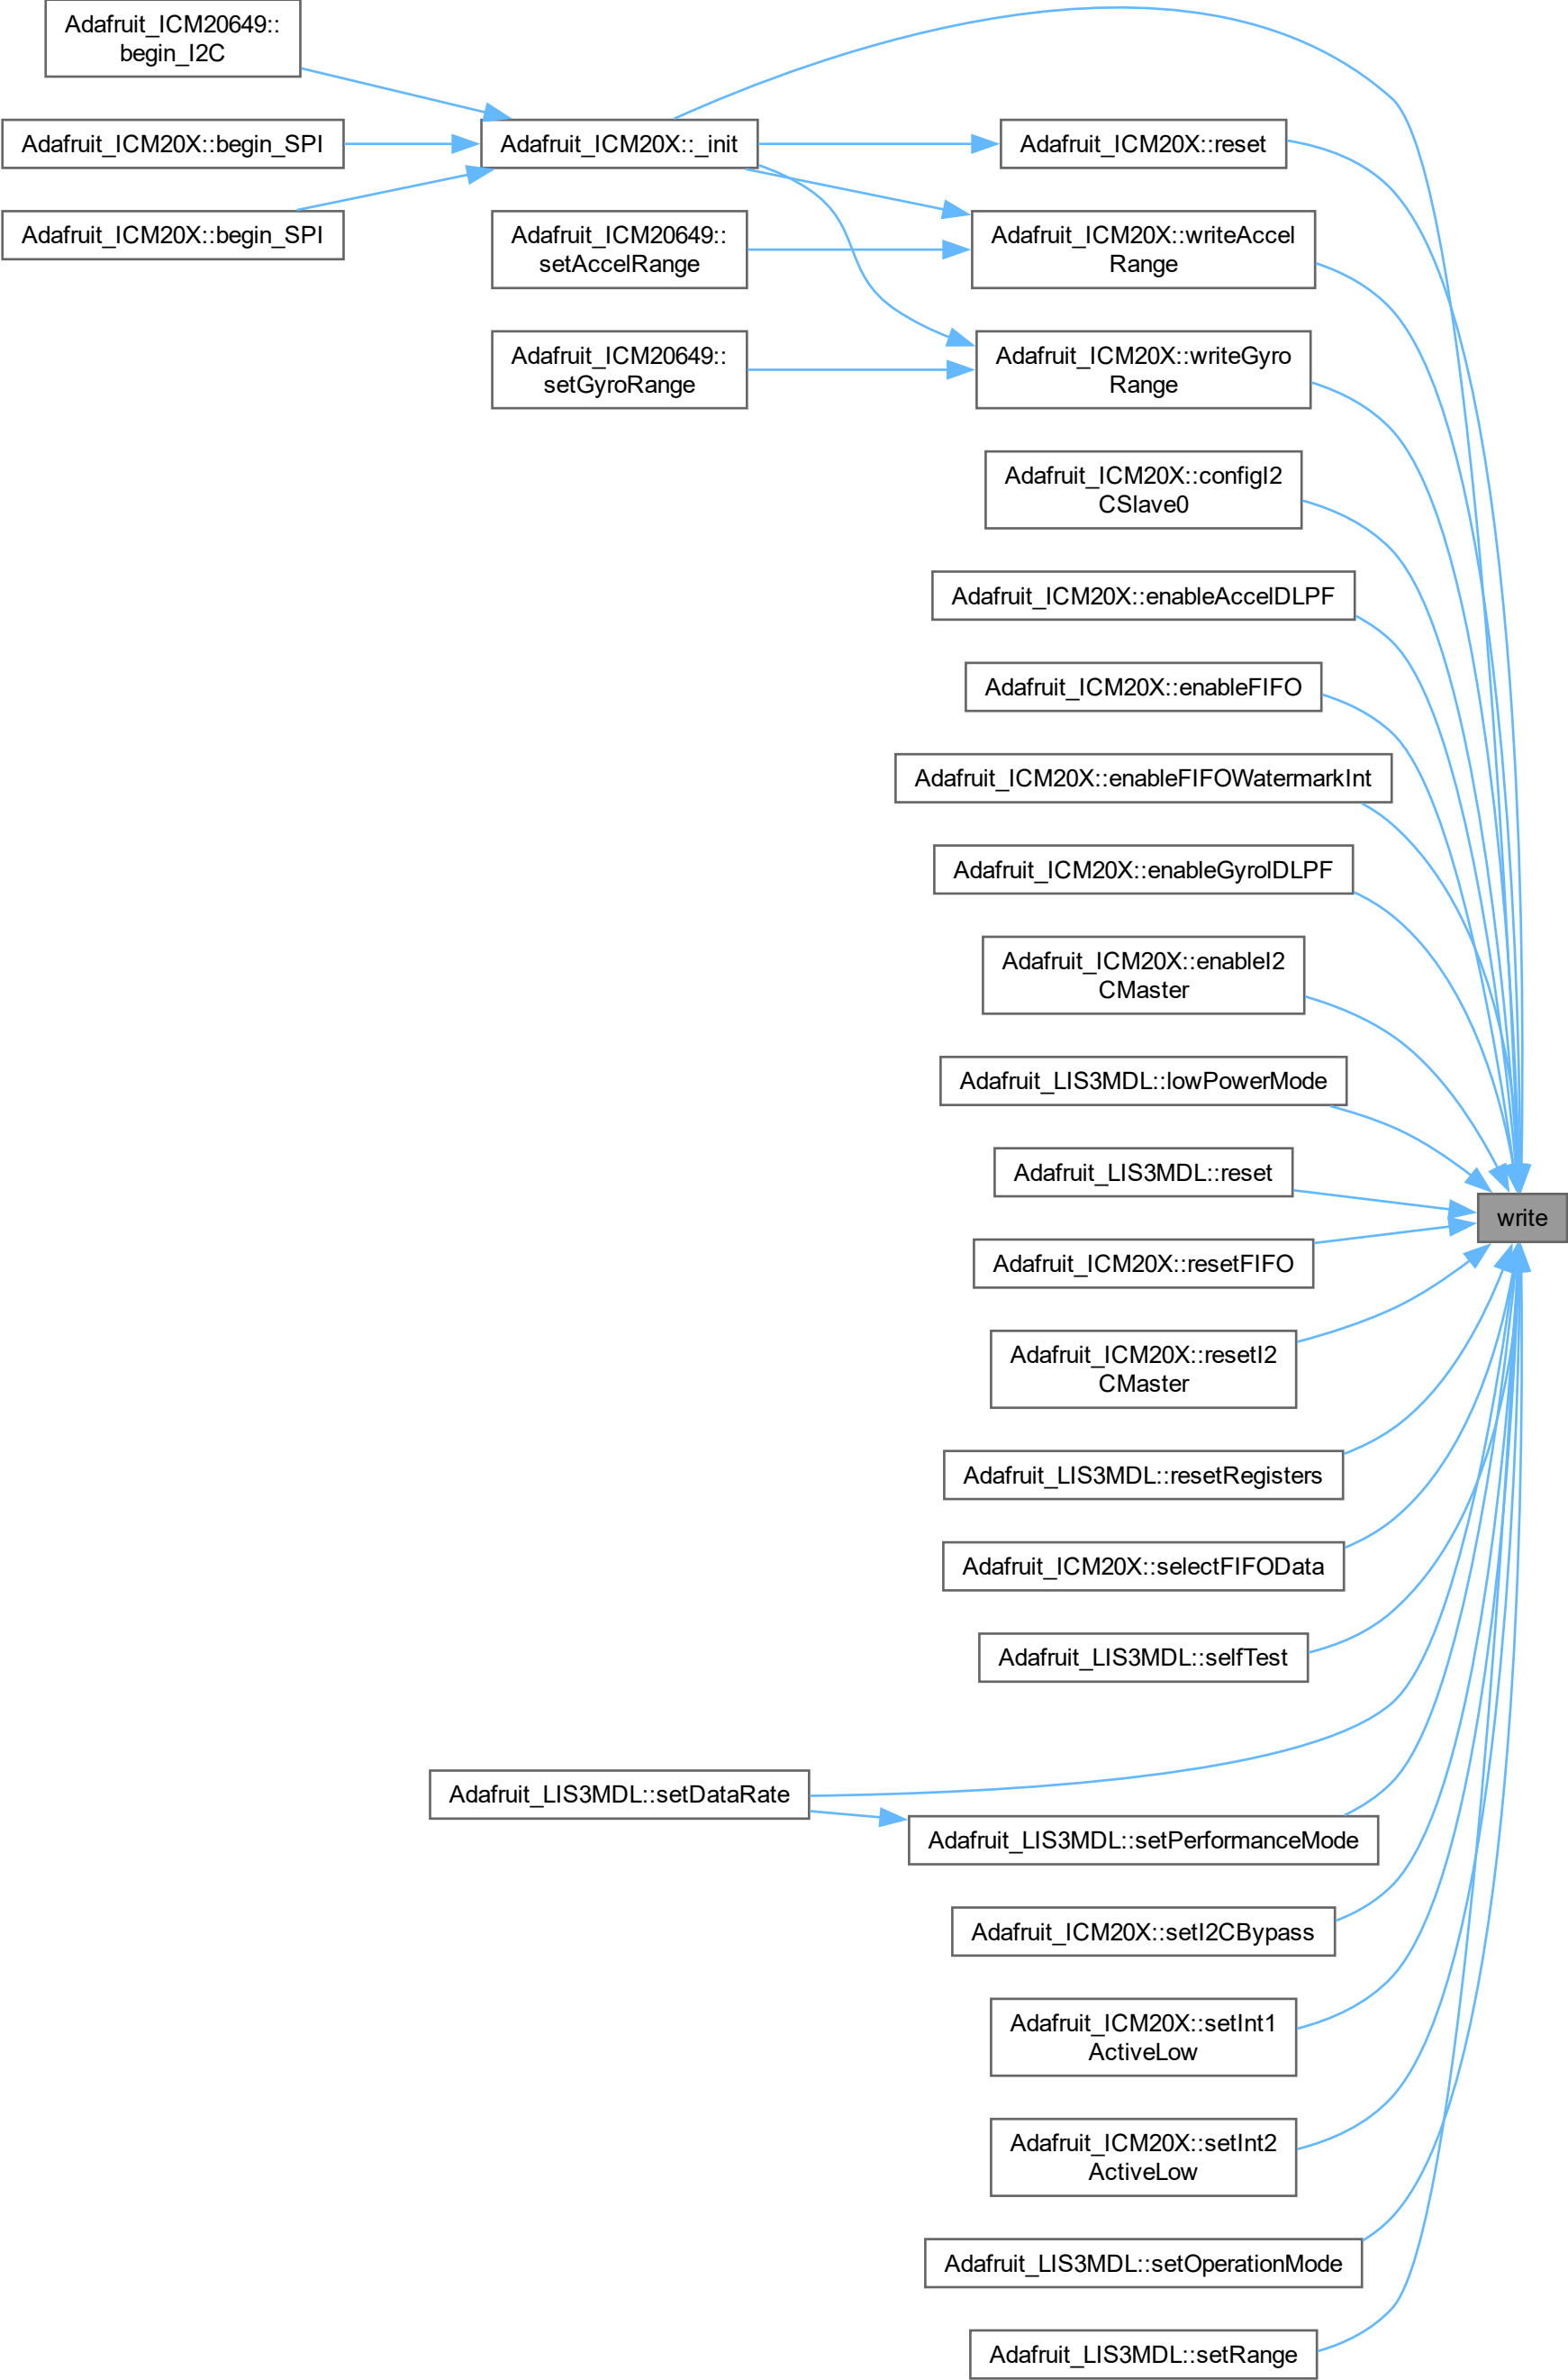 Adafruit_ICM20649::
begin_I2C
Adafruit_ICM20X::begin_SPI
Adafruit_ICM20X::begin_SPI
Adafruit_ICM20X::_init
Adafruit_ICM20649::
setAccelRange
Adafruit_ICM20649::
setGyroRange
Adafruit_ICM20X::reset
Adafruit_ICM20X::writeAccel
Range
Adafruit_ICM20X::writeGyro
Range
Adafruit_ICM20X::configI2
CSlave0
Adafruit_ICM20X::enableAccelDLPF
Adafruit_ICM20X::enableFIFO
Adafruit_ICM20X::enableFIFOWatermarkInt
Adafruit_ICM20X::enableGyrolDLPF
Adafruit_ICM20X::enableI2
CMaster
Adafruit_LIS3MDL::lowPowerMode
Adafruit_LIS3MDL::reset
write
Adafruit_ICM20X::resetFIFO
Adafruit_ICM20X::resetI2
CMaster
Adafruit_LIS3MDL::resetRegisters
Adafruit_ICM20X::selectFIFOData
Adafruit_LIS3MDL::selfTest
Adafruit_LIS3MDL::setDataRate
Adafruit_LIS3MDL::setPerformanceMode
Adafruit_ICM20X::setI2CBypass
Adafruit_ICM20X::setInt1
ActiveLow
Adafruit_ICM20X::setInt2
ActiveLow
Adafruit_LIS3MDL::setOperationMode
Adafruit_LIS3MDL::setRange